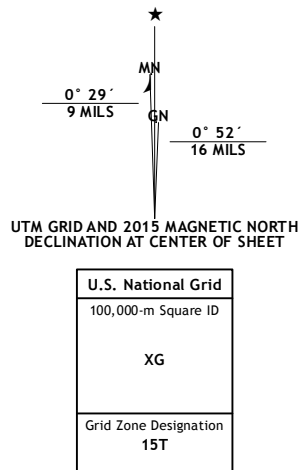 ★
MN
0° 29´
9 MILS
GN
0° 52´
16 MILS
UTM GRID AND 2015 MAGNETIC NORTH
DECLINATION AT CENTER OF SHEET
U.S. National Grid
100,000-m Square ID
XG
Grid Zone Designation
15T